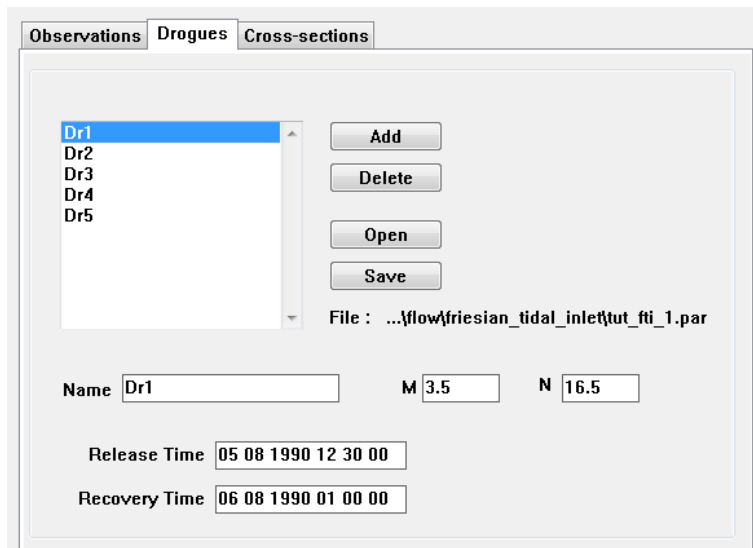 Observations Drogues Cross-sections
Dr1
Dr2
Dr3
Dr4
Dr5
Add
Delete
Open
Save
File : ...\flow\friesian_tidal_inlet\tut_fti_1.par
Name Dr1 M 3.5 N 16.5
Release Time 05 08 1990 12 30 00
Recovery Time 06 08 1990 01 00 00